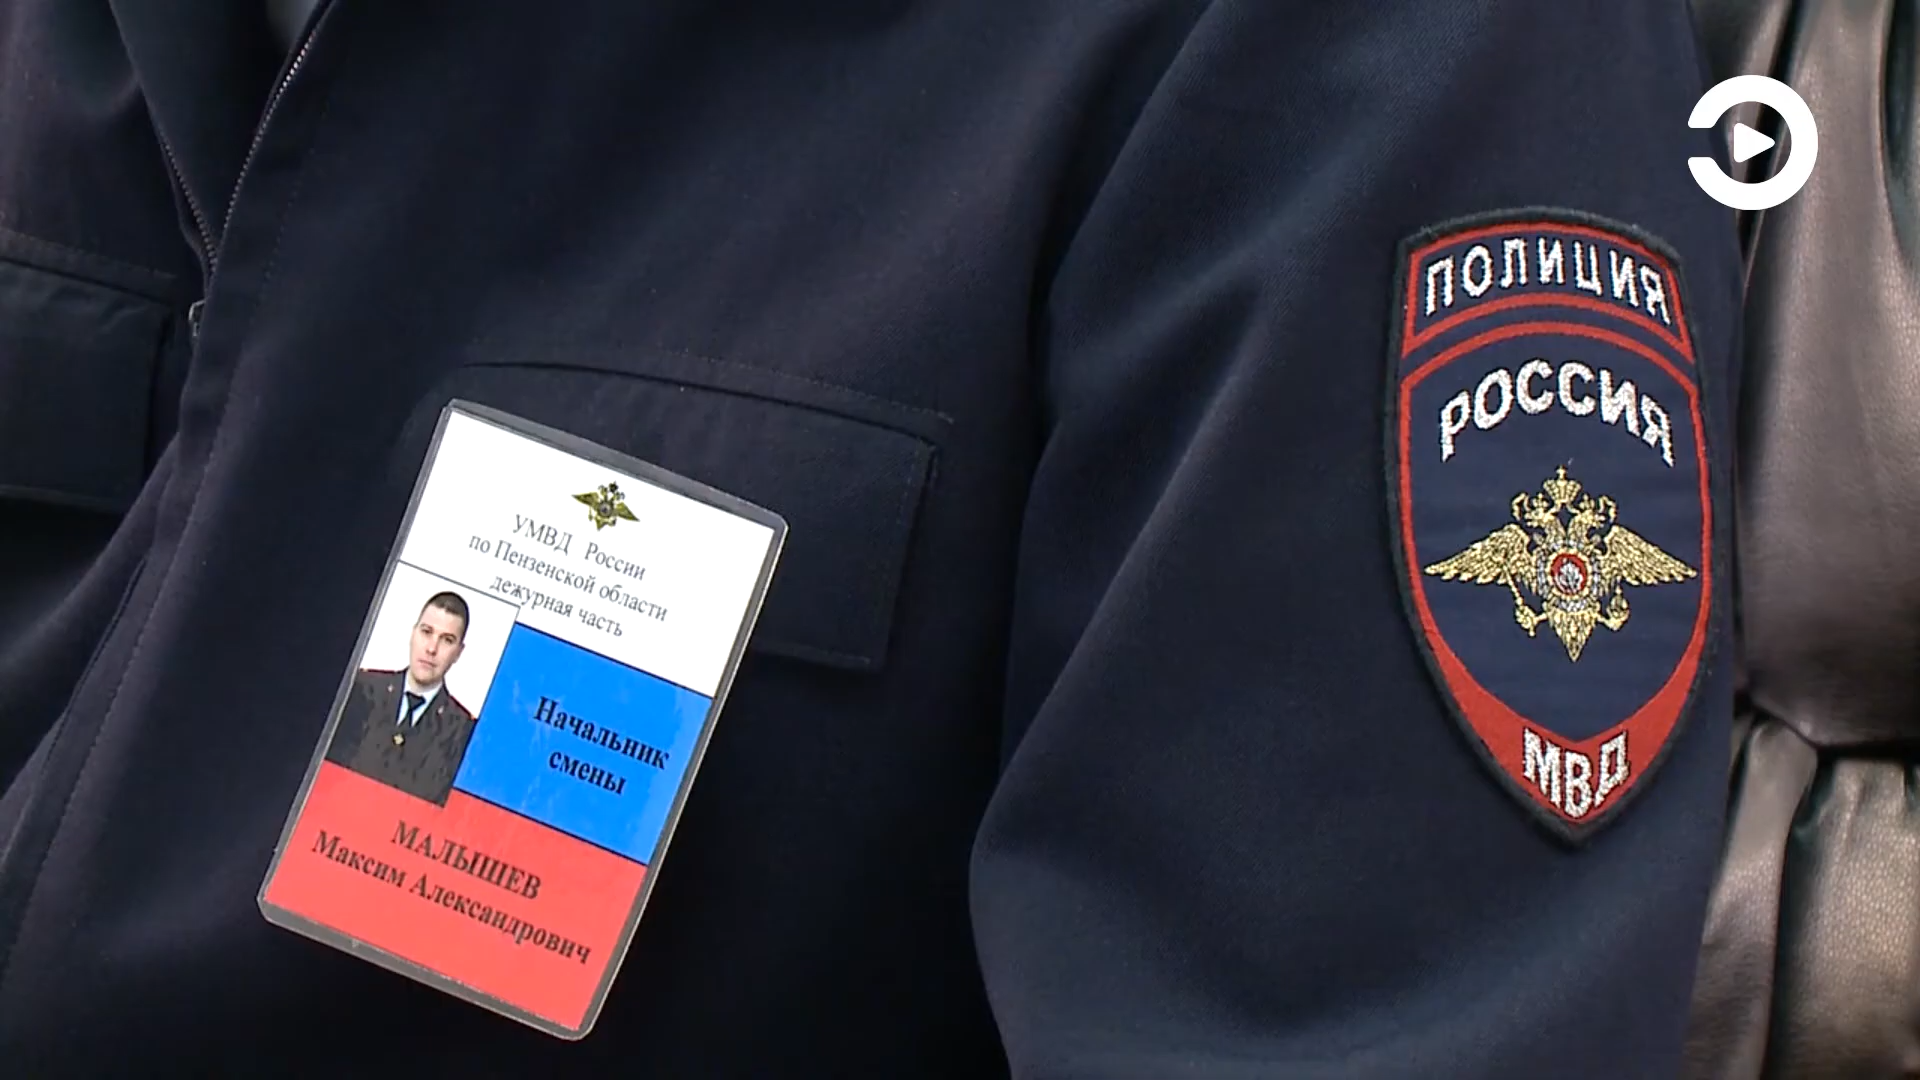 УМВД России
по Пензенской области
дежурная часть
Начальник
смены
МАЛЫШЕВ
Максим Александрович
ПОЛИЦИЯ
РОССИЯ
МВД